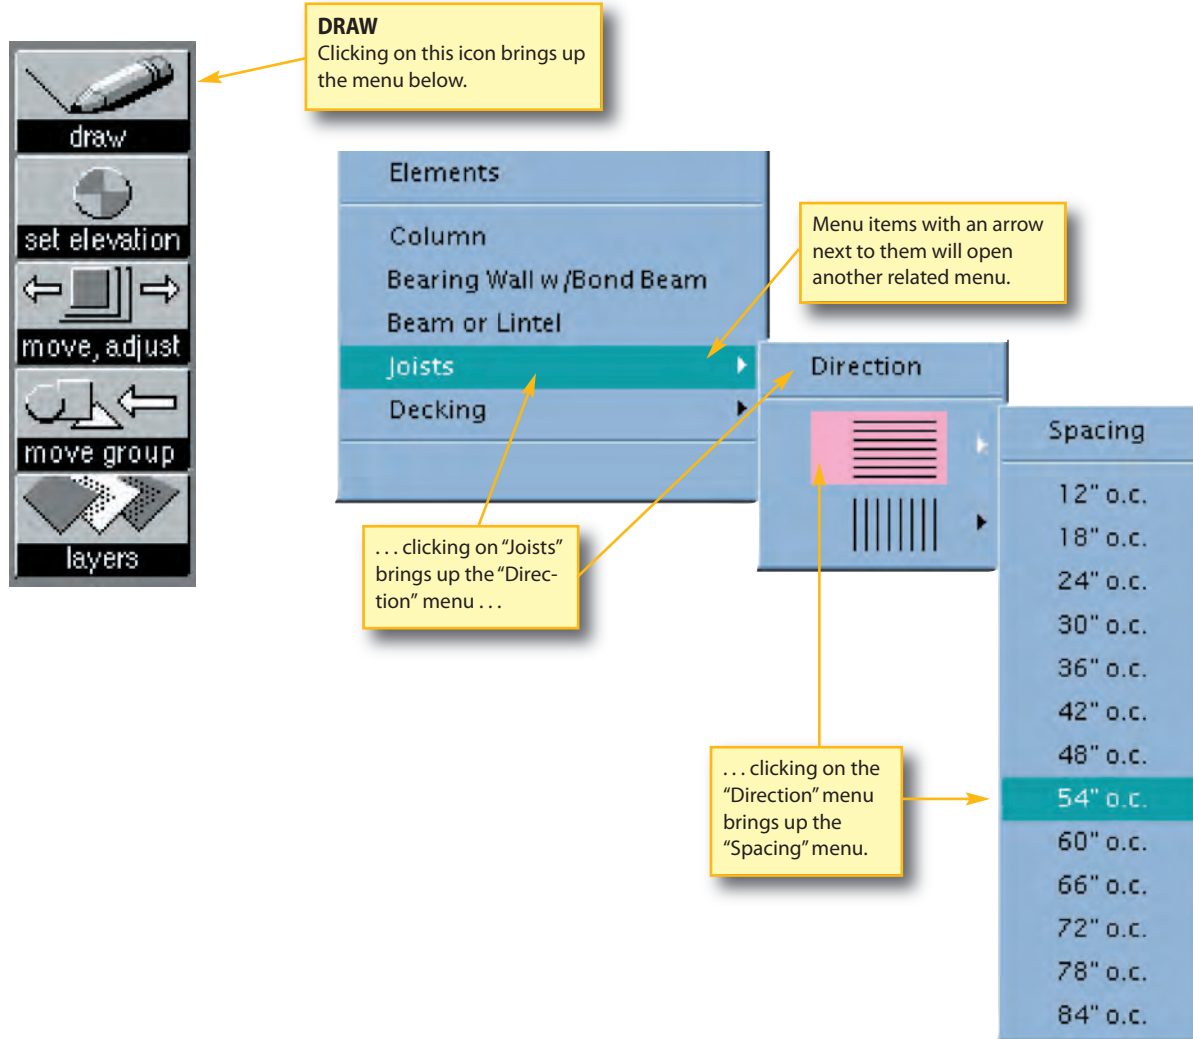 DRAW
Clicking on this icon brings up
the menu below.
draw
set elevation
move, adjust
move group
layers
Elements
Column
Bearing Wall w/Bond Beam
Beam or Lintel
Joists
Decking
Menu items with an arrow
next to them will open
another related menu.
Direction
. . . clicking on “Joists”
brings up the “Direc-
tion” menu . . .
. . . clicking on the
“Direction” menu
brings up the
“Spacing” menu.
Spacing
12" o.c.
18" o.c.
24" o.c.
30" o.c.
36" o.c.
42" o.c.
48" o.c.
54" o.c.
60" o.c.
66" o.c.
72" o.c.
78" o.c.
84" o.c.